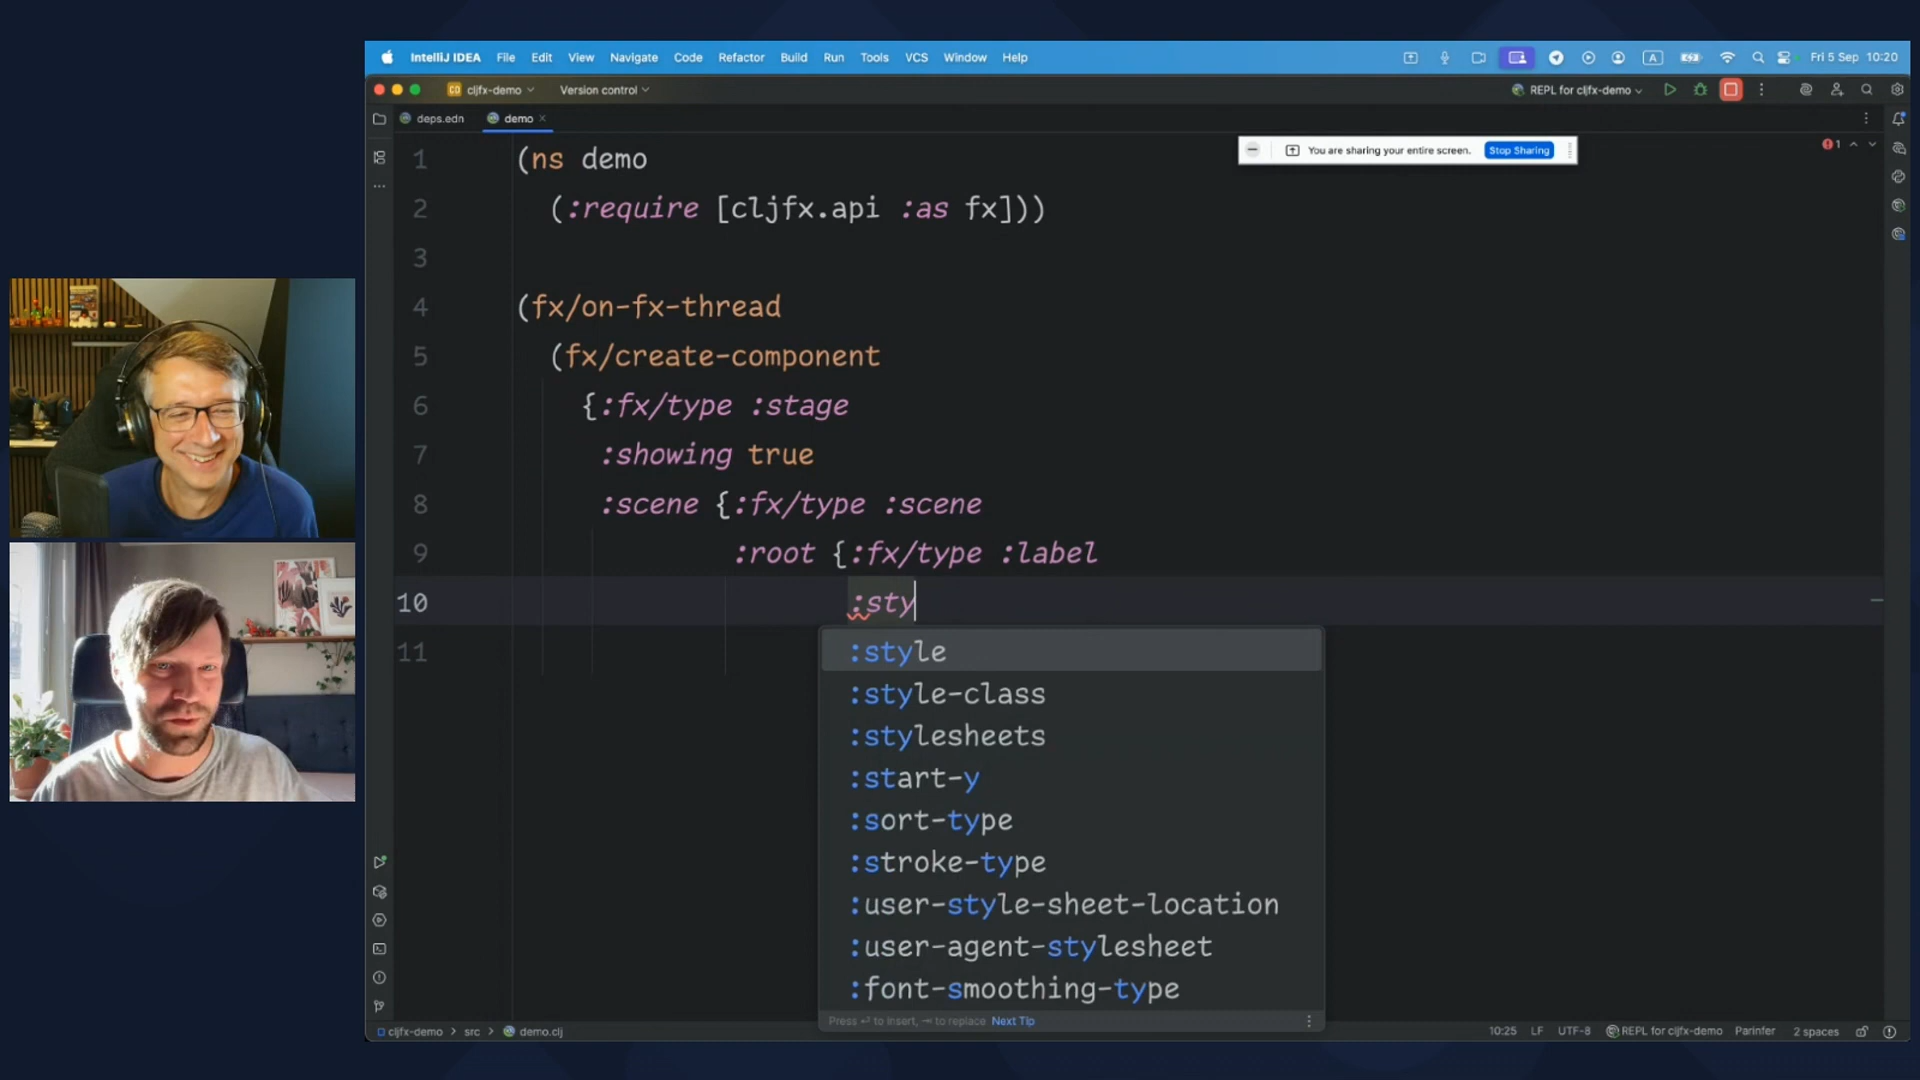 IntelliJ IDEA File Edit View Navigate Code Refactor Build Run Tools VCS Window Help A Fri 5 Sep 10:20
CD cljfx-demo Version control REPL for cljfx-demo
deps.edn demo
You are sharing your entire screen. Stop Sharing
1
1 (ns demo
2 (:require [cljfx.api :as fx]))
3
4 (fx/on-fx-thread
5 (fx/create-component
6 {:fx/type :stage
7 :showing true
8 :scene {:fx/type :scene
9 :root {:fx/type :label
10 :sty
11
:style
:style-class
:stylesheets
:start-y
:sort-type
:stroke-type
:user-style-sheet-location
:user-agent-stylesheet
:font-smoothing-type
Press ↵ to insert, ⇥ to replace Next Tip
cljfx-demo > src > demo.clj 10:25 LF UTF-8 REPL for cljfx-demo Parinfer 2 spaces